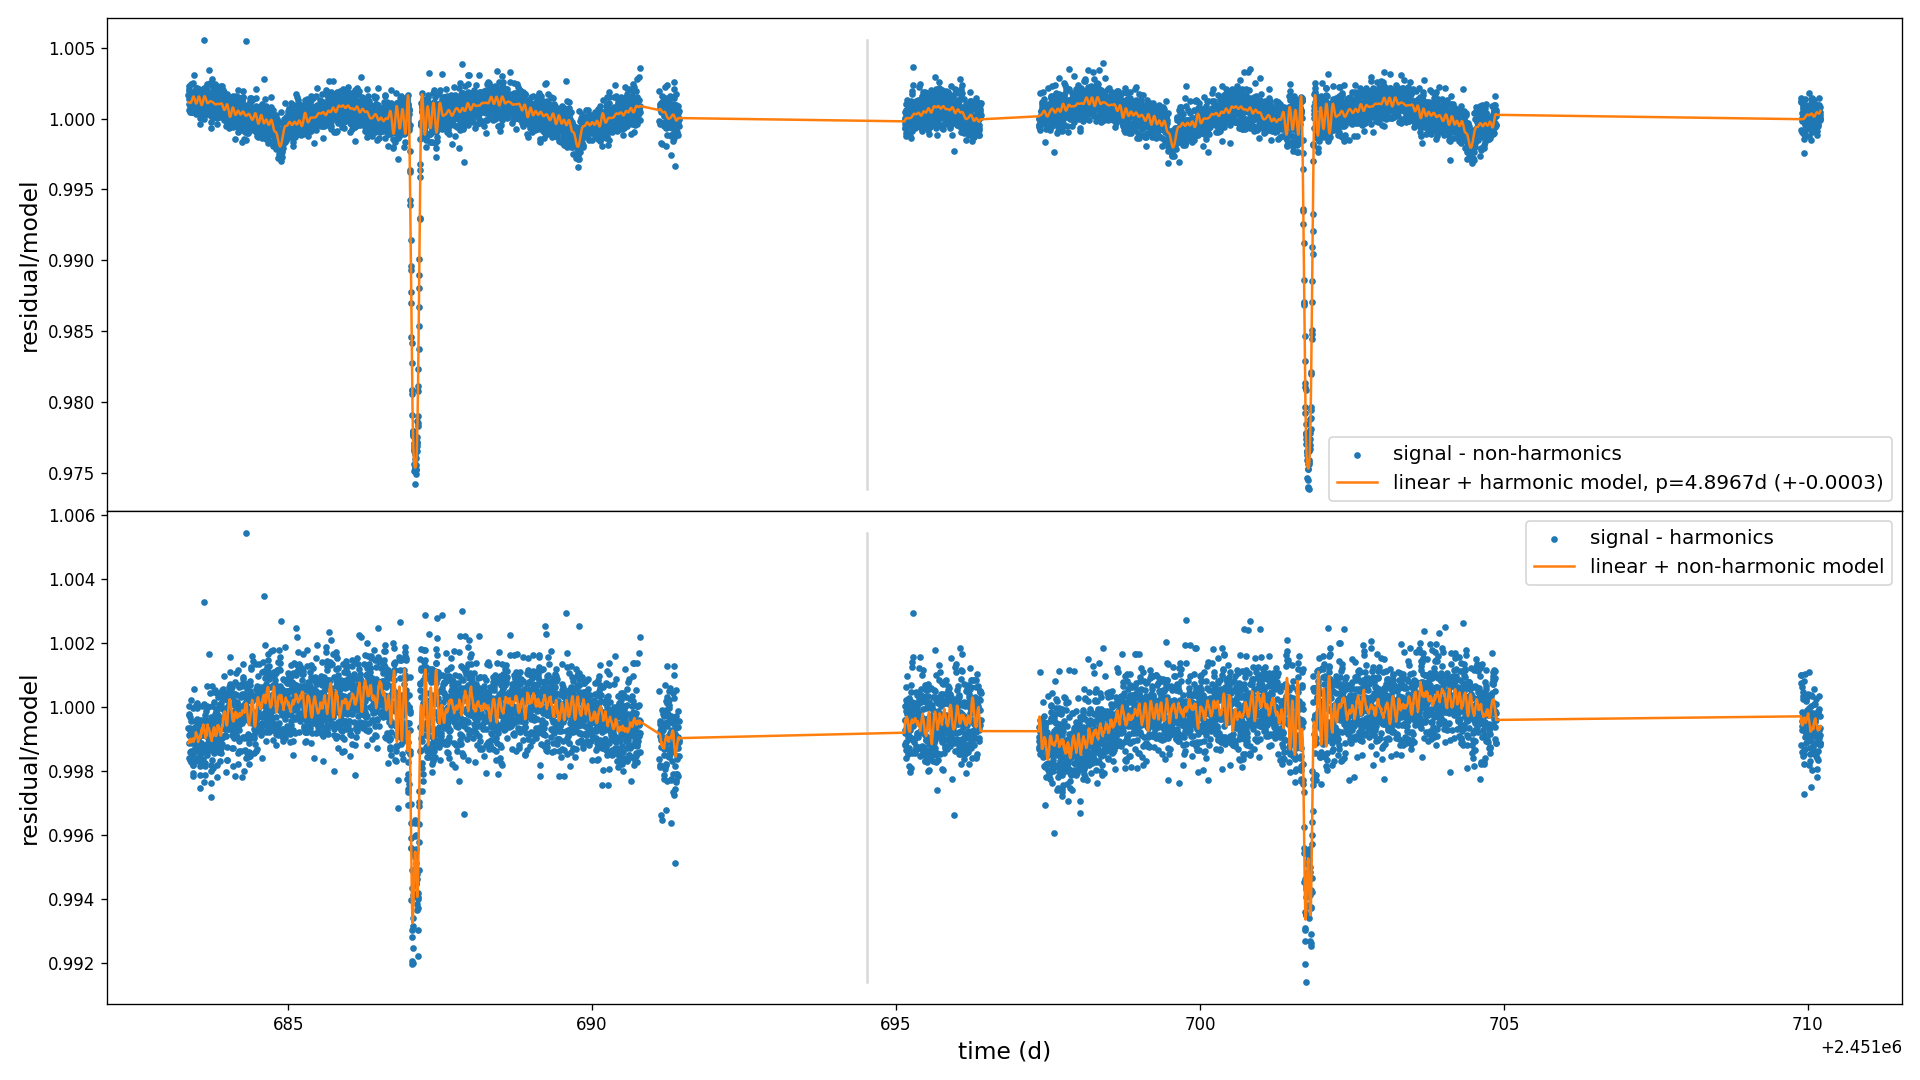 1.005
1.000
0.995
0.990
0.985
0.980
0.975
residual/model
signal - non-harmonics
linear + harmonic model, p=4.8967d (+-0.0003)
1.006
1.004
1.002
1.000
0.998
0.996
0.994
0.992
residual/model
signal - harmonics
linear + non-harmonic model
685
690
695
700
705
710
time (d)
+2.451e6